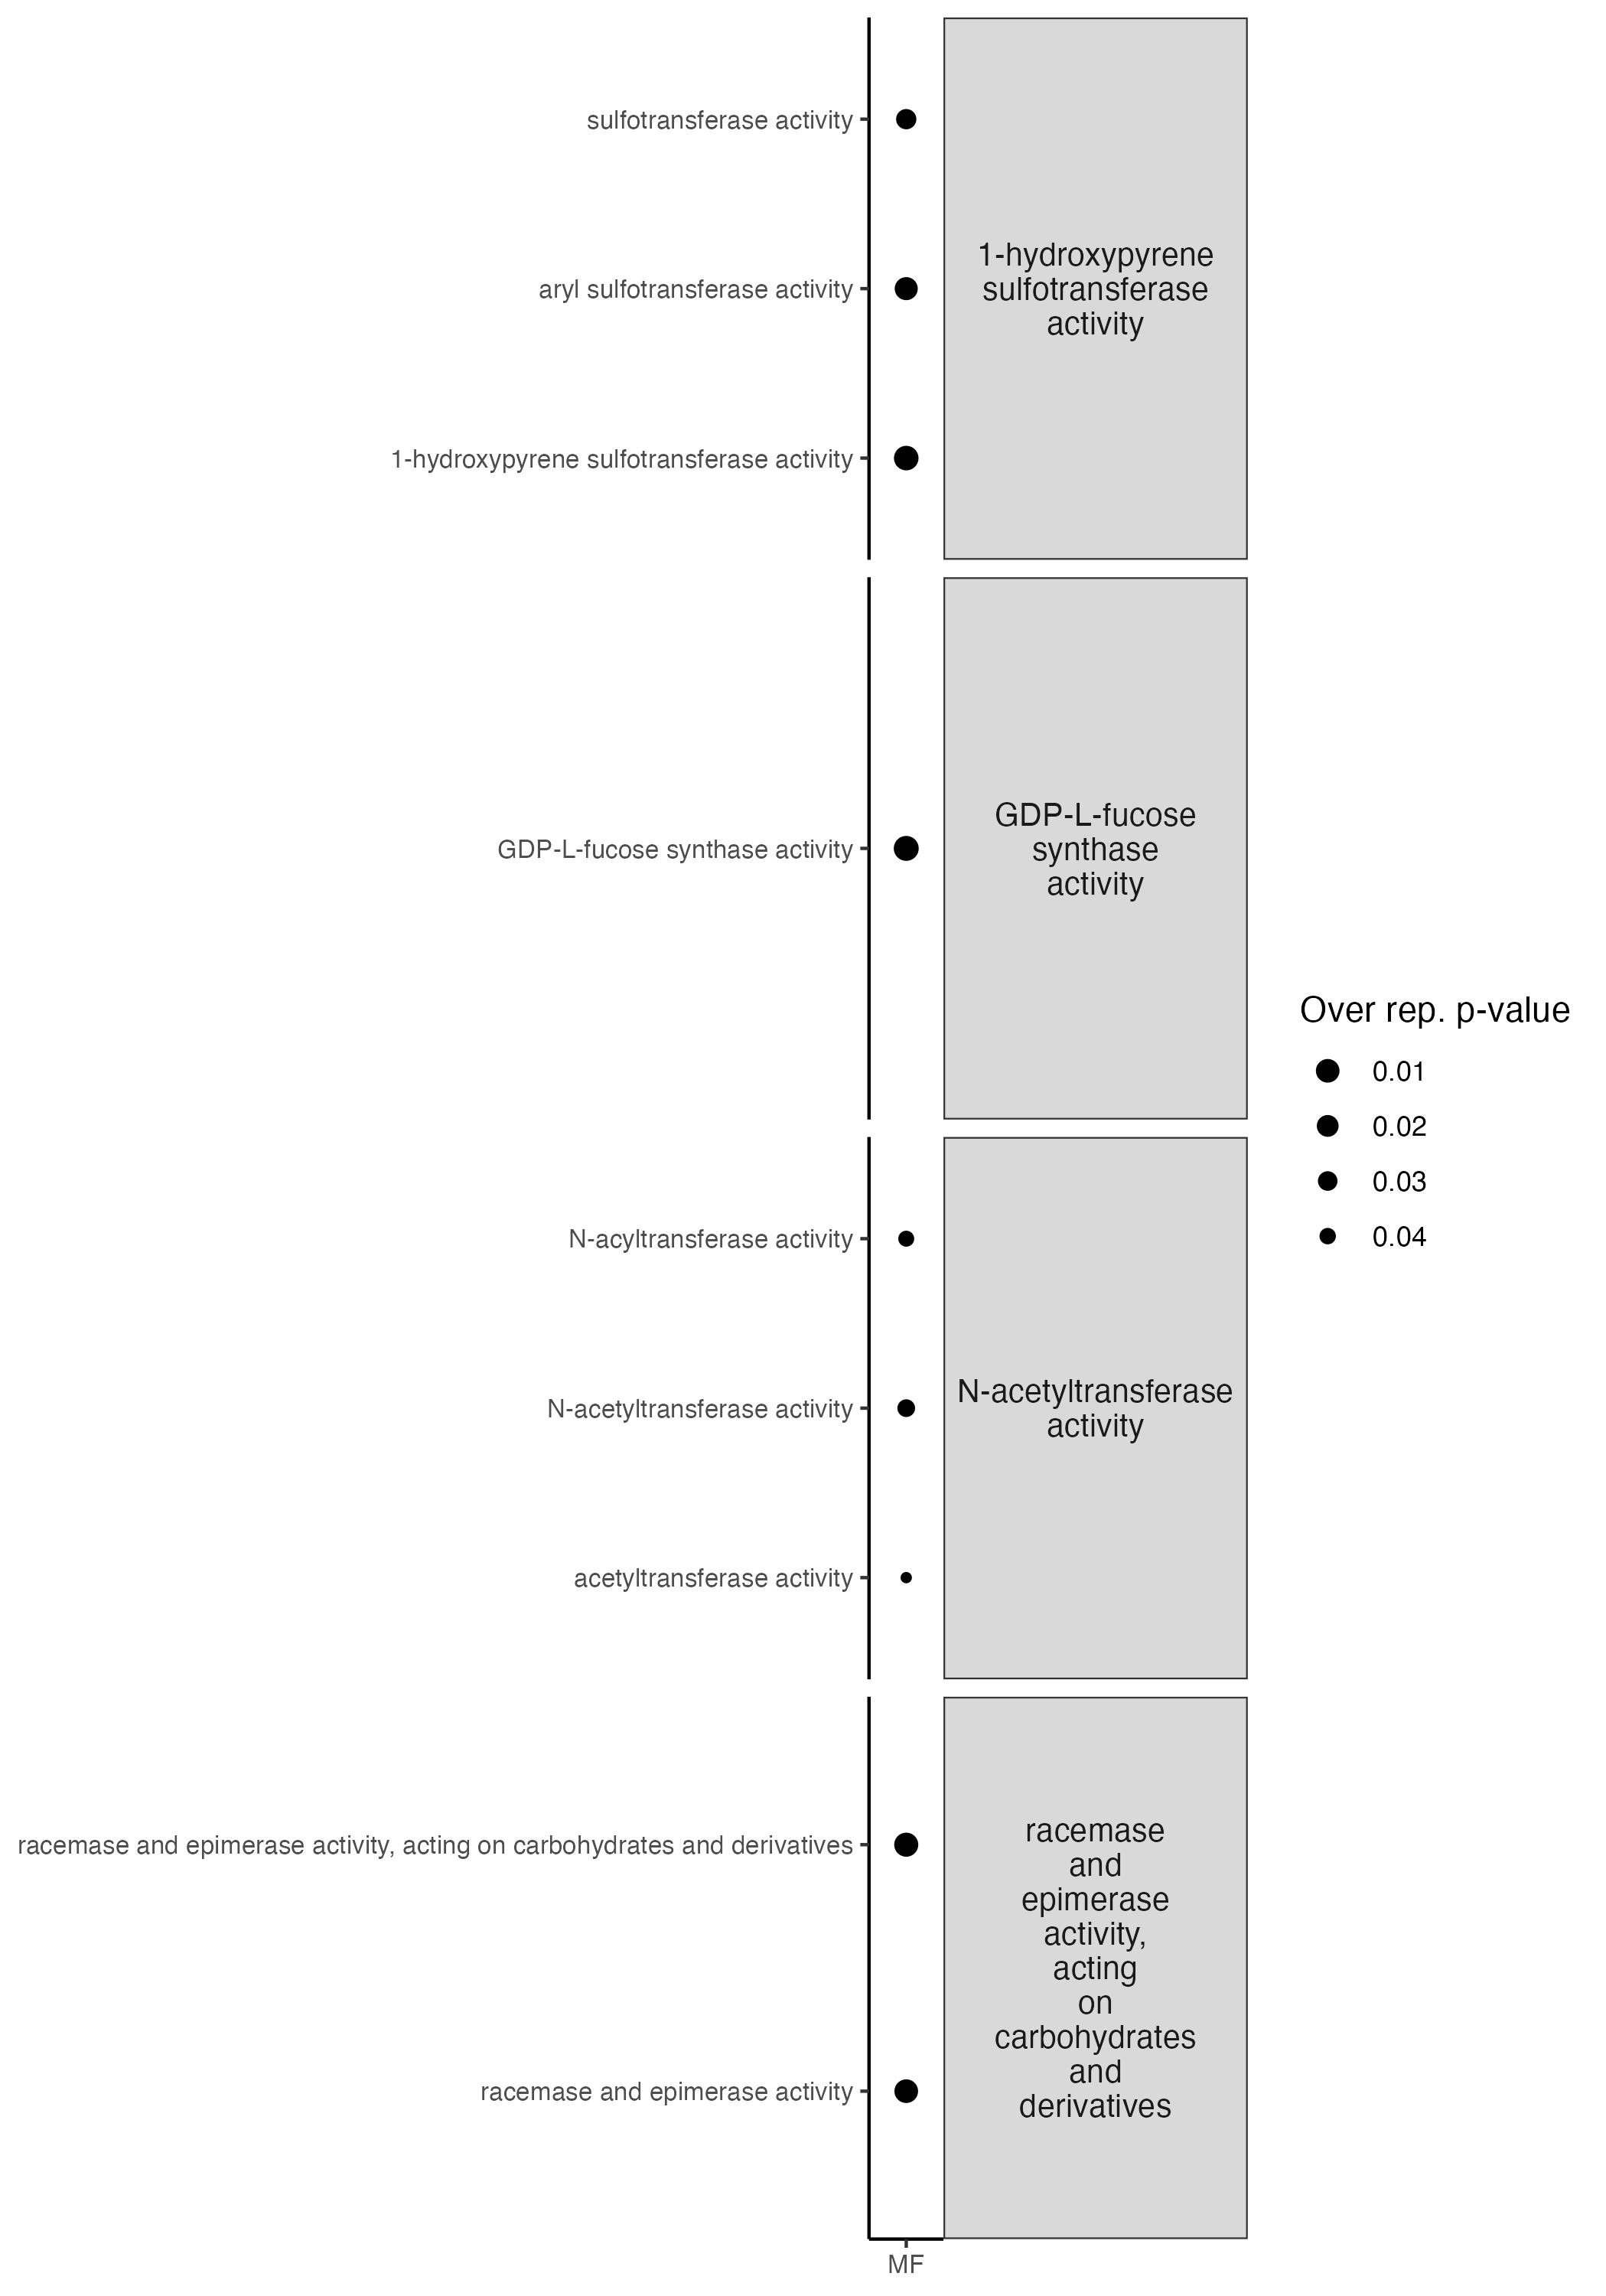 sulfotransferase activity
aryl sulfotransferase activity
1-hydroxypyrene sulfotransferase activity
1-hydroxypyrene
sulfotransferase
activity
GDP-L-fucose synthase activity
GDP-L-fucose
synthase
activity
N-acyltransferase activity
N-acetyltransferase activity
acetyltransferase activity
N-acetyltransferase
activity
racemase and epimerase activity, acting on carbohydrates and derivatives
racemase and epimerase activity
racemase
and
epimerase
activity,
acting
on
carbohydrates
and
derivatives
MF
Over rep. p-value
0.01
0.02
0.03
0.04